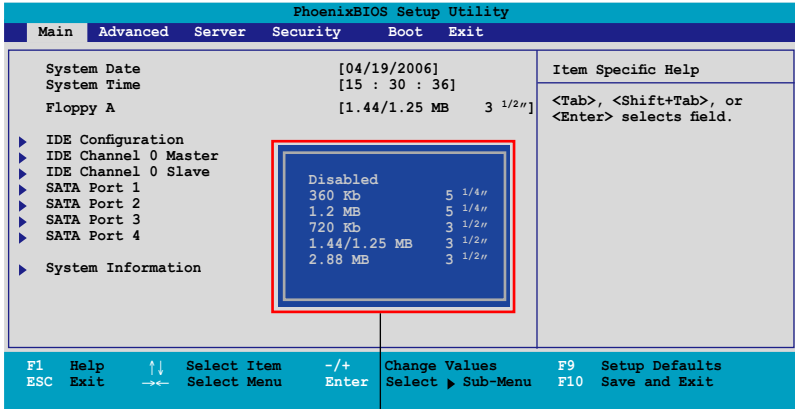 PhoenixBIOS Setup Utility
Main Advanced Server Security Boot Exit
System Date [04/19/2006]
System Time [15 : 30 : 36]
Floppy A [1.44/1.25 MB 3 1/2"]
IDE Configuration
IDE Channel 0 Master
IDE Channel 0 Slave
SATA Port 1
SATA Port 2
SATA Port 3
SATA Port 4
System Information
Disabled
360 Kb 5 1/4"
1.2 MB 5 1/4"
720 Kb 3 1/2"
1.44/1.25 MB 3 1/2"
2.88 MB 3 1/2"
Item Specific Help
<Tab>, <Shift+Tab>, or
<Enter> selects field.
F1 Help ↑↓ Select Item -/+ Change Values F9 Setup Defaults
ESC Exit →← Select Menu Enter Select ▶ Sub-Menu F10 Save and Exit